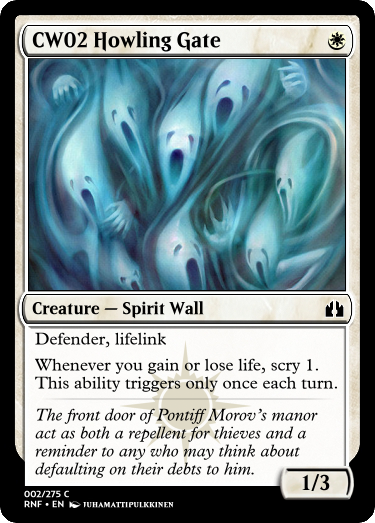 CW02 Howling Gate
Creature — Spirit Wall
Defender, lifelink
Whenever you gain or lose life, scry 1.
This ability triggers only once each turn.
The front door of Pontiff Morov's manor
act as both a repellent for thieves and a
reminder to any who may think about
defaulting on their debts to him.
1/3
002/275 C
RNF • EN JUHAMATTIPULKKINEN